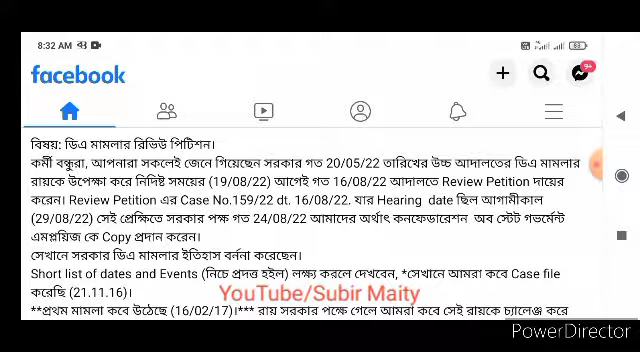 8:32 AM
83
facebook
9+
বিষয়: ডিএ মামলার রিভিউ পিটিশন।
কর্মী বন্ধুরা, আপনারা সকলেই জেনে গিয়েছেন সরকার গত 20/05/22 তারিখের উচ্চ আদালতের ডিএ মামলার
রায়কে উপেক্ষা করে নিদিষ্ট সময়ের (19/08/22) আগেই গত 16/08/22 আদালতে Review Petition দায়ের
করেন। Review Petition এর Case No.159/22 dt. 16/08/22. যার Hearing date ছিল আগামীকাল
(29/08/22) সেই প্রেক্ষিতে সরকার পক্ষ গত 24/08/22 আমাদের অর্থাৎ কনফেডারেশন অব স্টেট গভর্মেন্ট
এমপ্লয়িজ কে Copy প্রদান করেন।
সেখানে সরকার ডিএ মামলার ইতিহাস বর্ননা করেছেন।
Short list of dates and Events (নিচে প্রদত্ত হইল) লক্ষ্য করলে দেখবেন, *সেখানে আমরা কবে Case file
করেছি (21.11.16)।
YouTube/Subir Maity
**প্রথম মামলা কবে উঠেছে (16/02/17)।*** রায় সরকার পক্ষে গেলে আমরা কবে সেই রায়কে চ্যালেঞ্জ করে
PowerDirector